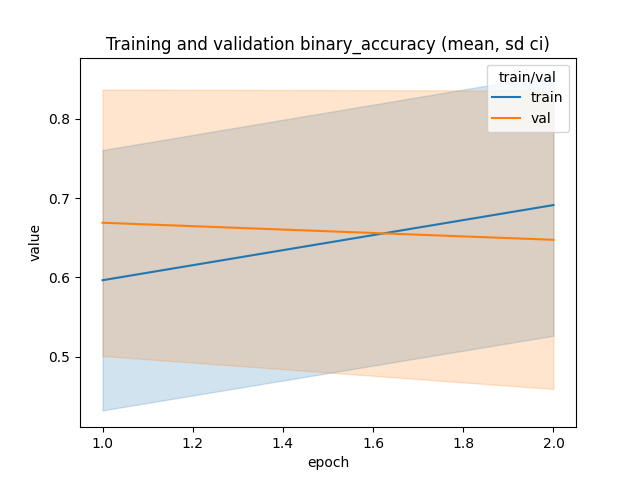 Training and validation binary_accuracy (mean, sd ci)
train/val
train
val
value
0.8
0.7
0.6
0.5
1.0 1.2 1.4 1.6 1.8 2.0
epoch